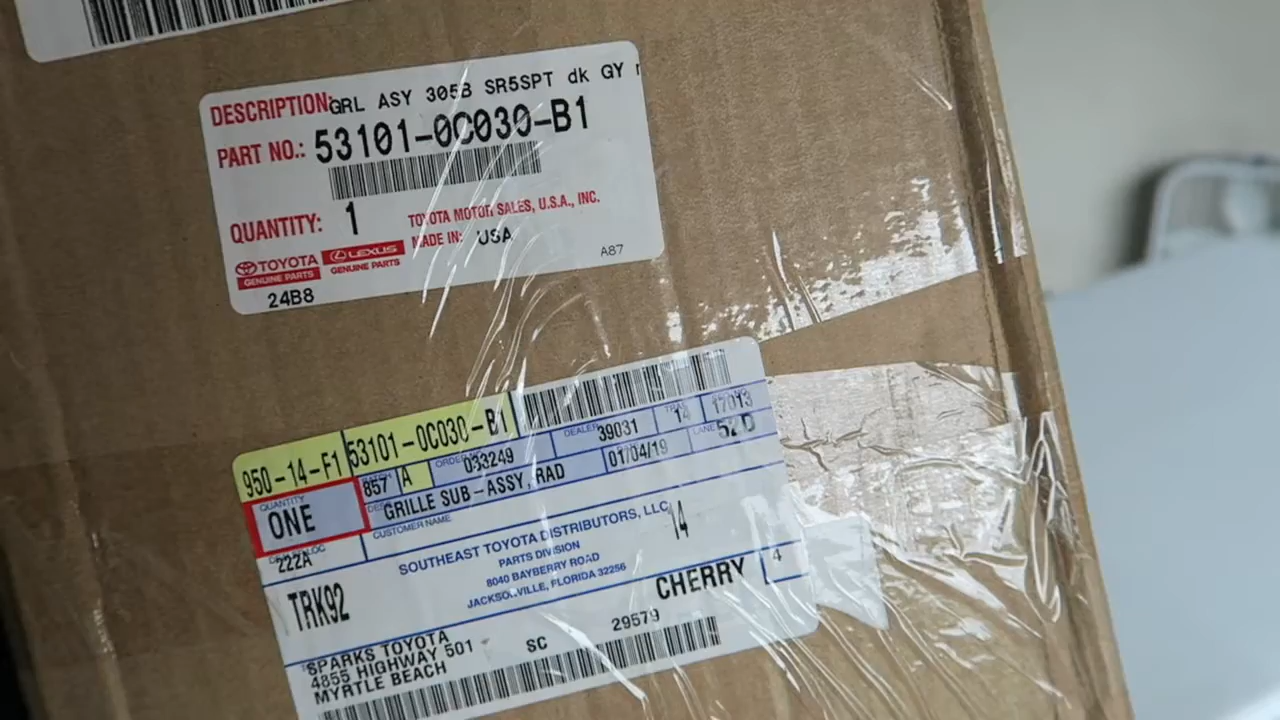 DESCRIPTION: GRL ASY 305B SR5SPT dk GY
PART NO.: 53101-0C030-B1
QUANTITY: 1
TOYOTA MOTOR SALES, U.S.A., INC.
MADE IN: USA
TOYOTA
GENUINE PARTS
LEXUS
GENUINE PARTS
A87
24B8
950-14-F1 53101-0C030-B1
QUANTITY
ONE
857 A
033249
DEALER 39031
14
17013
GRILLE SUB-ASSY, RAD
01/04/19
LANE 52D
CUSTOMER NAME
222A
SOUTHEAST TOYOTA DISTRIBUTORS, LLC
PARTS DIVISION
8040 BAYBERRY ROAD
JACKSONVILLE, FLORIDA 32256
14
TRK92
CHERRY
4
SPARKS TOYOTA
4855 HIGHWAY 501
MYRTLE BEACH
SC
29579